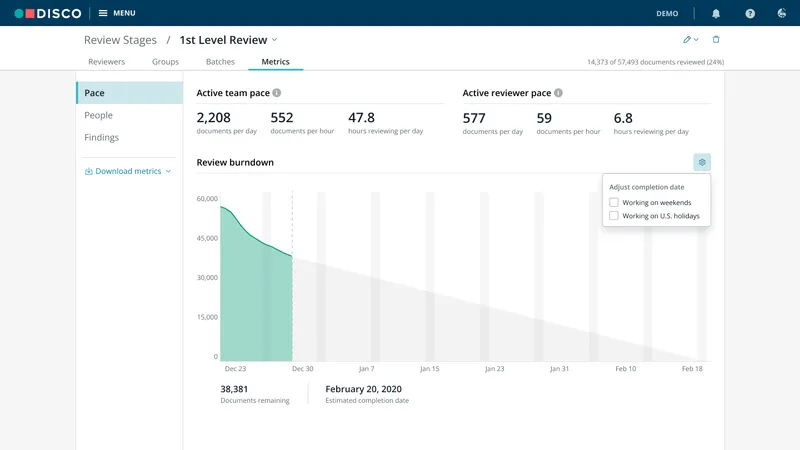 DISCO
MENU
DEMO
Review Stages / 1st Level Review
Reviewers Groups Batches Metrics
14,373 of 57,493 documents reviewed (24%)
Pace
People
Findings
Download metrics
Active team pace
2,208 552 47.8
documents per day documents per hour hours reviewing per day
Active reviewer pace
577 59 6.8
documents per day documents per hour hours reviewing per day
Review burndown
Adjust completion date
Working on weekends
Working on U.S. holidays
60,000
45,000
30,000
15,000
0
Dec 23 Dec 30 Jan 7 Jan 15 Jan 23 Jan 31 Feb 10 Feb 18
38,381
Documents remaining
February 20, 2020
Estimated completion date